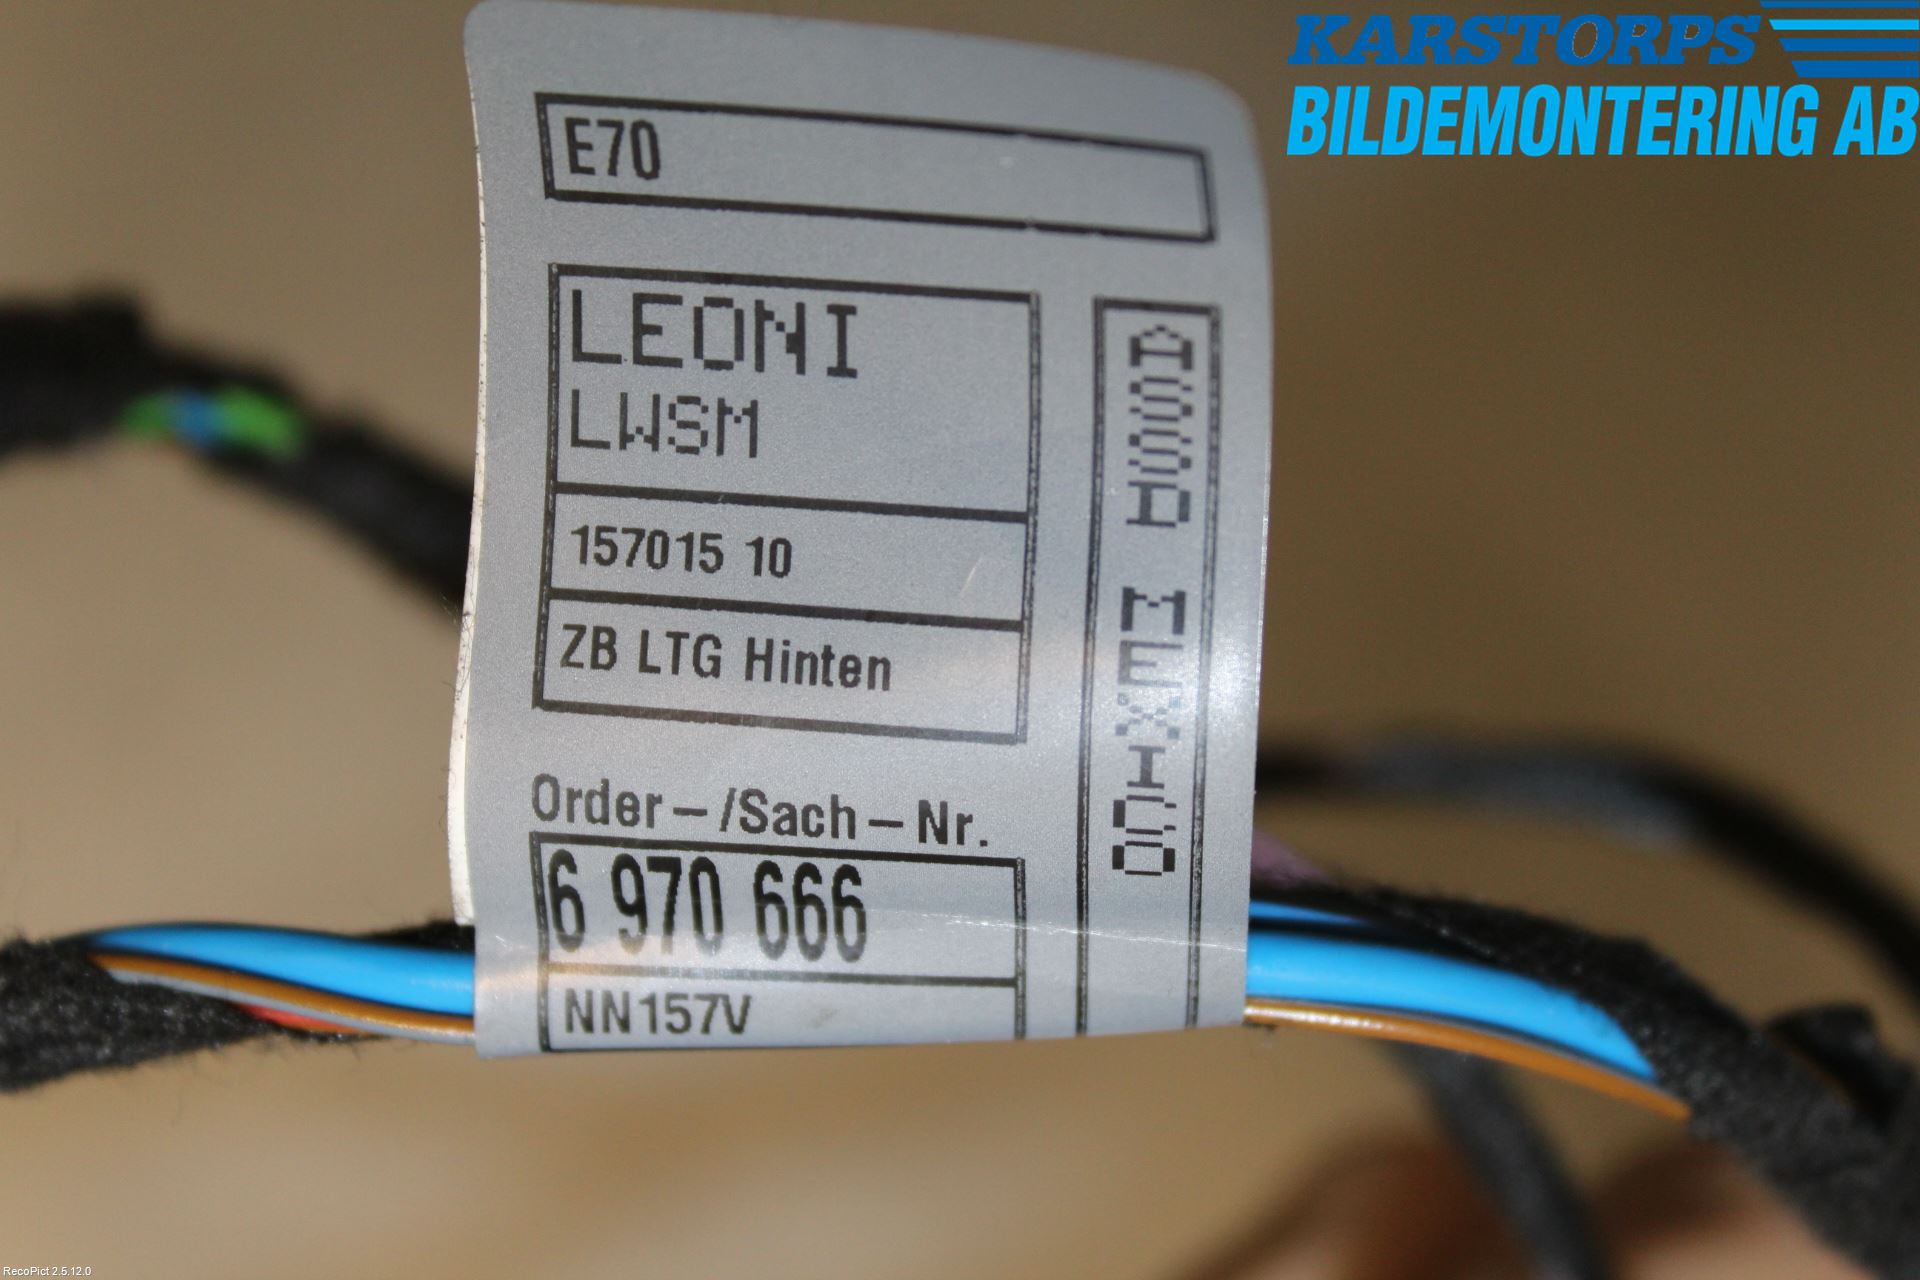 KARSTORPS
BILDEMONTERING AB
E70
LEONI
LWSM
157015 10
ZB LTG Hinten
ASSD MEXICO
Order-/Sach-Nr.
6 970 666
NN157V
RecoPict 2.5.12.0